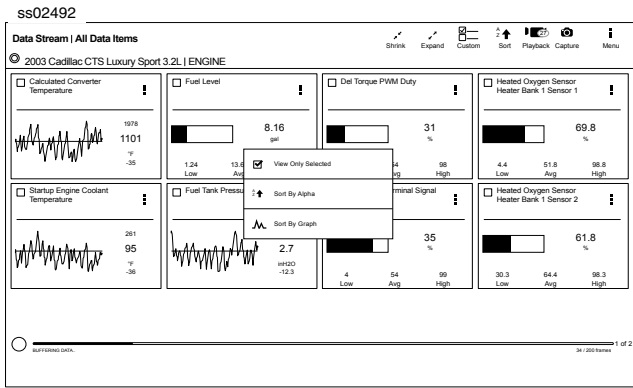 ss02492
Data Stream | All Data Items
Shrink Expand Custom Sort Playback Capture Menu
27
2003 Cadillac CTS Luxury Sport 3.2L | ENGINE
Calculated Converter
Temperature
1978
1101
°F
-35
Fuel Level
8.16
gal
1.24 13.6
Low Avg
Del Torque PWM Duty
31
%
54 98
Avg High
Heated Oxygen Sensor
Heater Bank 1 Sensor 1
69.8
%
4.4 51.8 98.8
Low Avg High
View Only Selected
Sort By Alpha
Sort By Graph
Startup Engine Coolant
Temperature
261
95
°F
-36
Fuel Tank Pressu
2.7
inH2O
-12.3
rminal Signal
35
%
4 54 99
Low Avg High
Heated Oxygen Sensor
Heater Bank 1 Sensor 2
61.8
%
30.3 64.4 98.3
Low Avg High
BUFFERING DATA..
34 / 200 frames
1 of 2